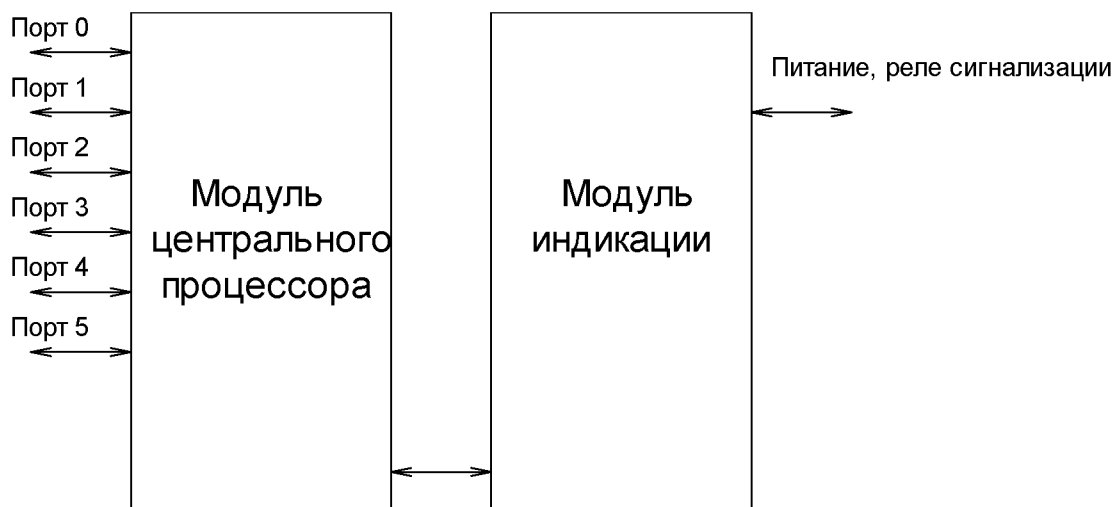 Порт 0
Порт 1
Порт 2
Порт 3
Порт 4
Порт 5
Модуль
центрального
процессора
Модуль
индикации
Питание, реле сигнализации